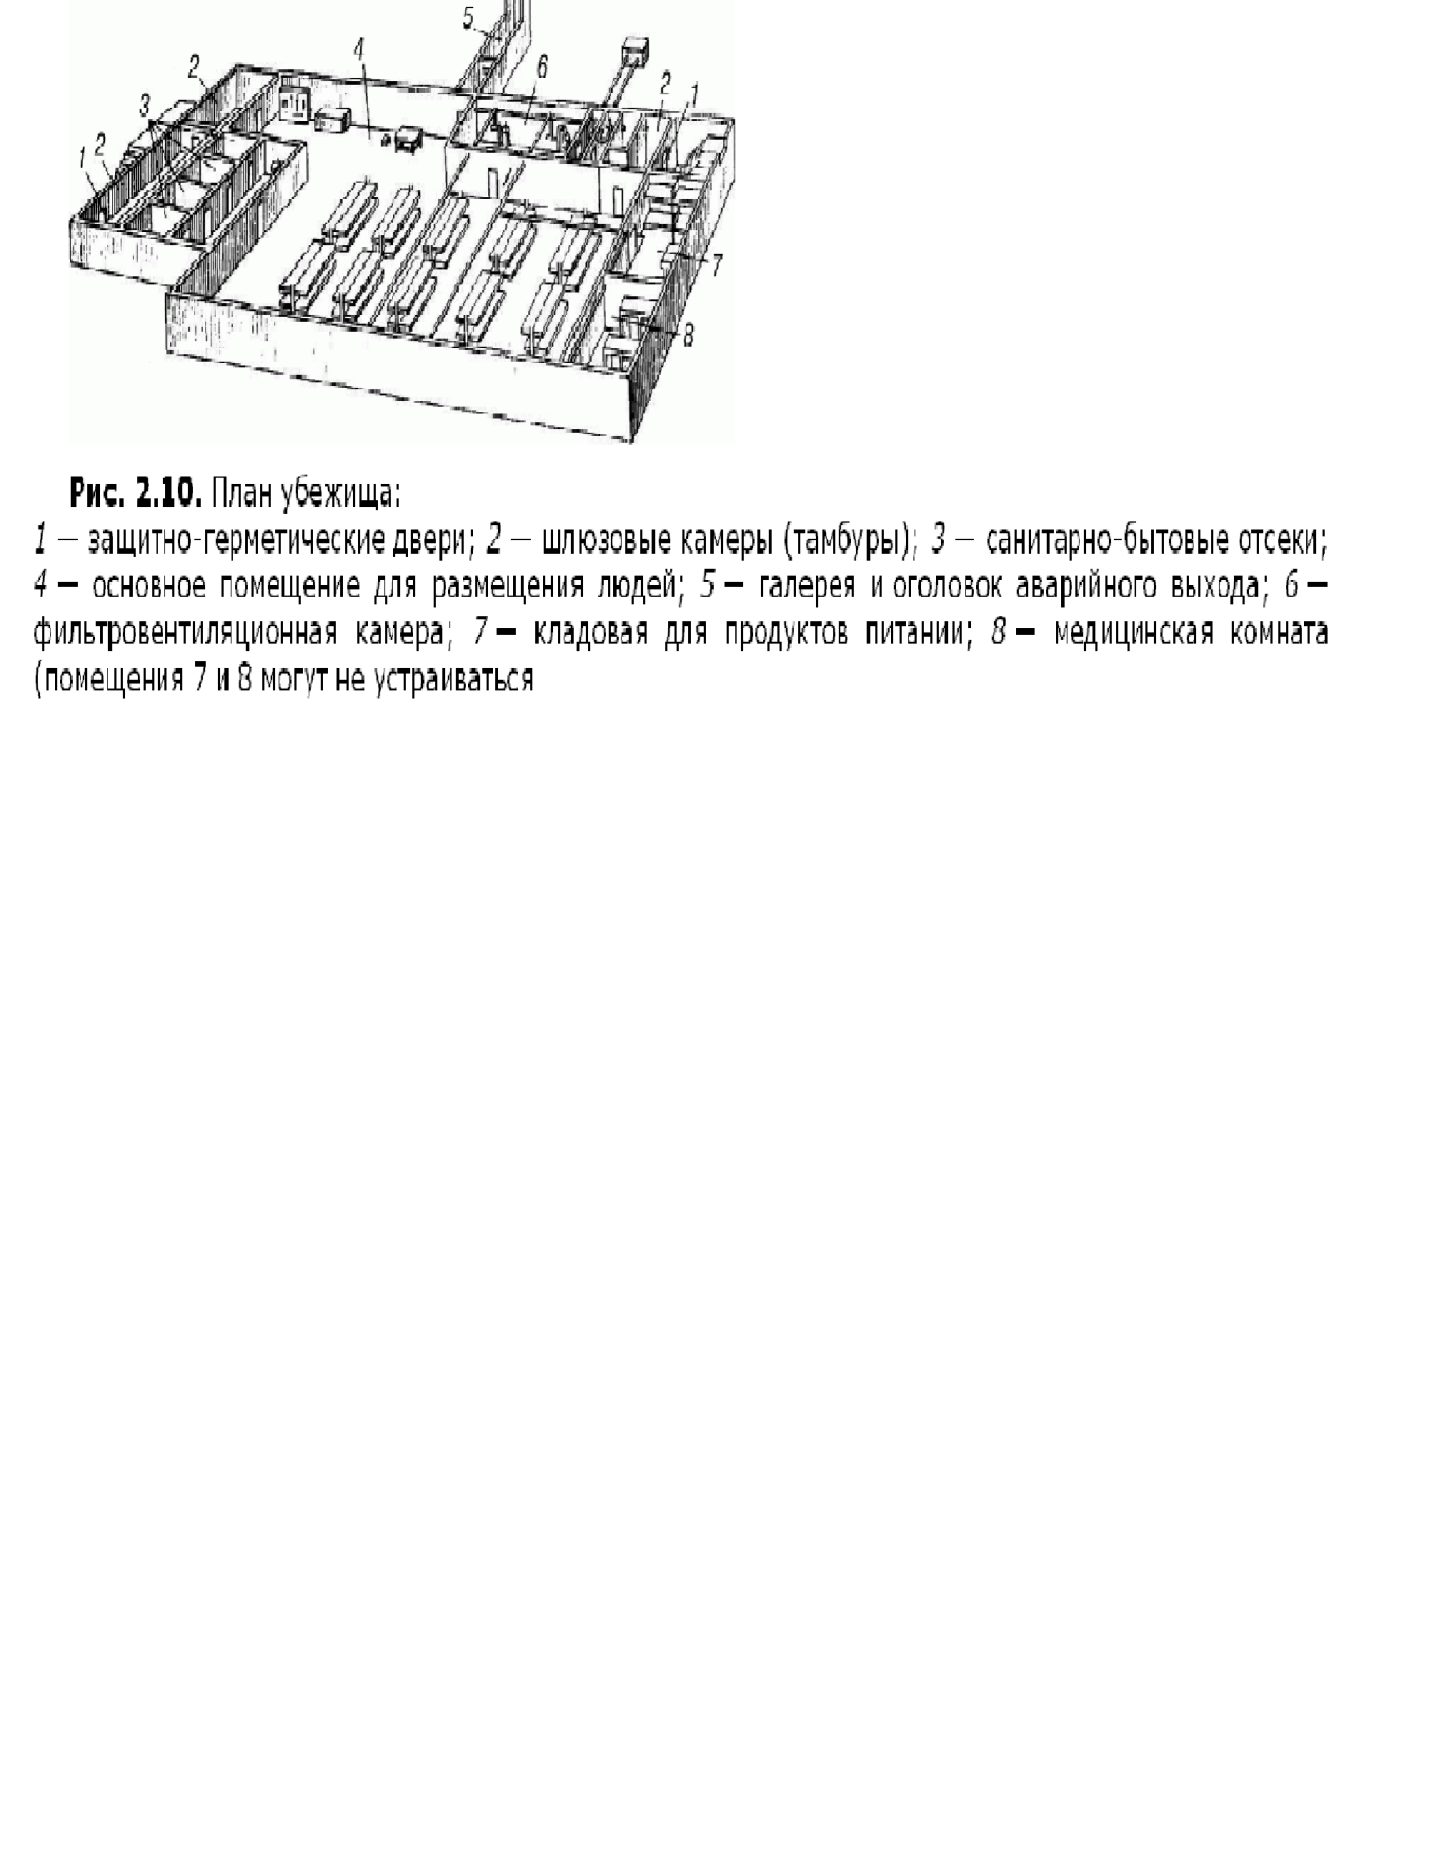 5
4
6
2
2
1
3
1
2
7
8
Рис. 2.10. План убежища:
1 — защитно-герметические двери; 2 — шлюзовые камеры (тамбуры); 3 — санитарно-бытовые отсеки;
4 — основное помещение для размещения людей; 5 — галерея и оголовок аварийного выхода; 6 —
фильтровентиляционная камера; 7 — кладовая для продуктов питании; 8 — медицинская комната
(помещения 7 и 8 могут не устраиваться